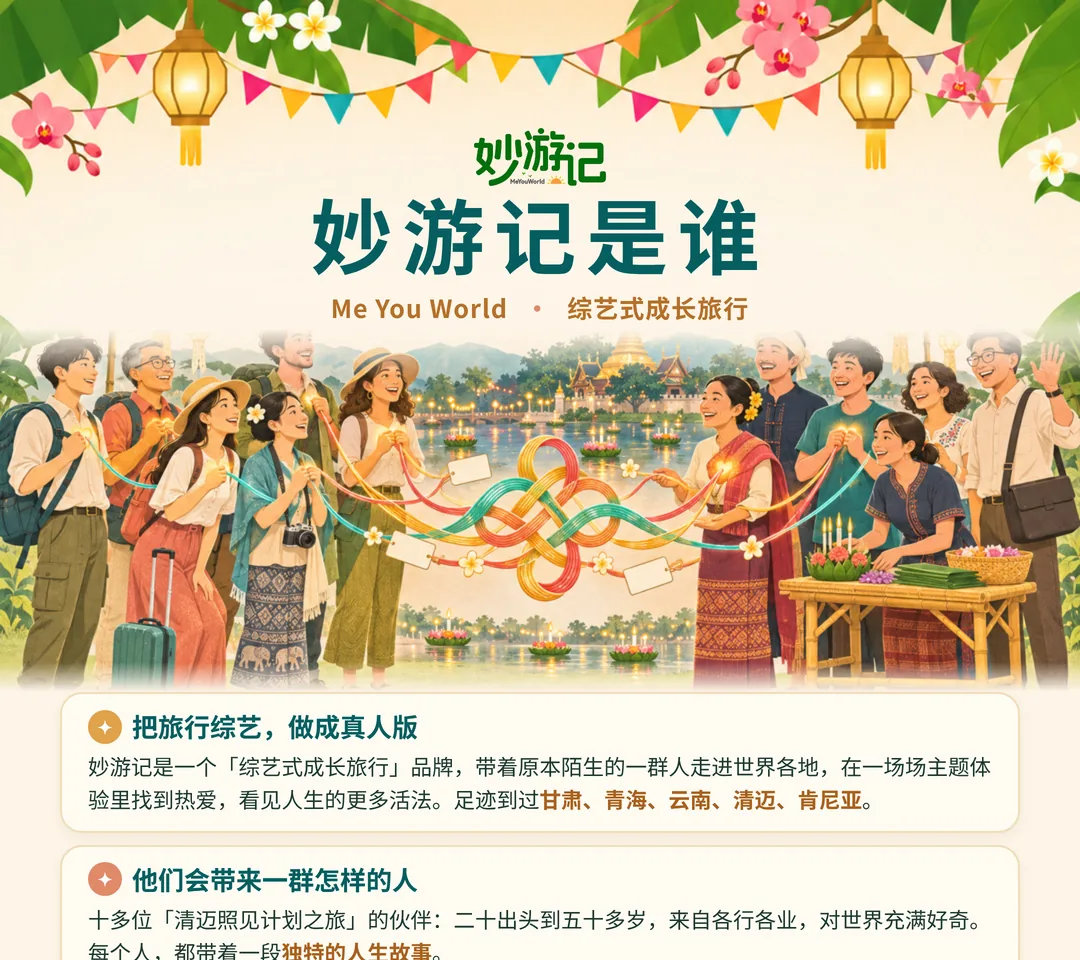 妙游记
MeYouWorld
妙游记是谁
Me You World • 综艺式成长旅行
把旅行综艺，做成真人版
妙游记是一个「综艺式成长旅行」品牌，带着原本陌生的一群人走进世界各地，在一场场主题体
验里找到热爱，看见人生的更多活法。足迹到过甘肃、青海、云南、清迈、肯尼亚。
他们会带来一群怎样的人
十多位「清迈照见计划之旅」的伙伴：二十出头到五十多岁，来自各行各业，对世界充满好奇。
每个人，都带着一段独特的人生故事。